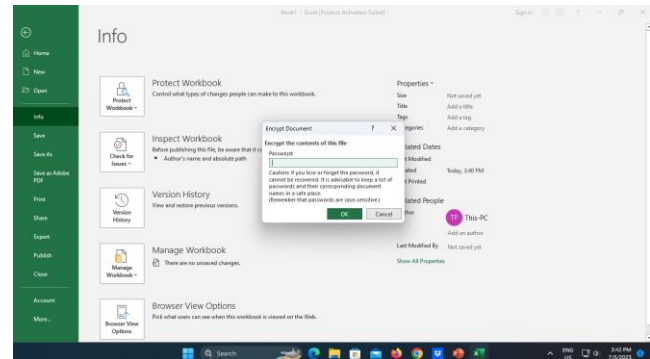 Book1 - Excel (Product Activation Failed)
Sign in
Info
Home
New
Open
Info
Save
Save As
Save as Adobe
PDF
Print
Share
Export
Publish
Close
Account
More...
Protect
Workbook
Protect Workbook
Control what types of changes people can make to this workbook.
Check for
Issues
Inspect Workbook
Before publishing this file, be aware that it c
Author's name and absolute path
Version
History
Version History
View and restore previous versions.
Manage
Workbook
Manage Workbook
There are no unsaved changes.
Browser View
Options
Browser View Options
Pick what users can see when this workbook is viewed on the Web.
Properties
Size Not saved yet
Title Add a title
Tags Add a tag
egories Add a category
lated Dates
t Modified
ated Today, 3:40 PM
t Printed
lated People
thor
TP This-PC
Add an author
Last Modified By Not saved yet
Show All Properties
Encrypt Document ? X
Encrypt the contents of this file
Password:
Caution: If you lose or forget the password, it
cannot be recovered. It is advisable to keep a list of
passwords and their corresponding document
names in a safe place.
(Remember that passwords are case-sensitive.)
OK Cancel
Search
ENG
US
3:43 PM
7/5/2023